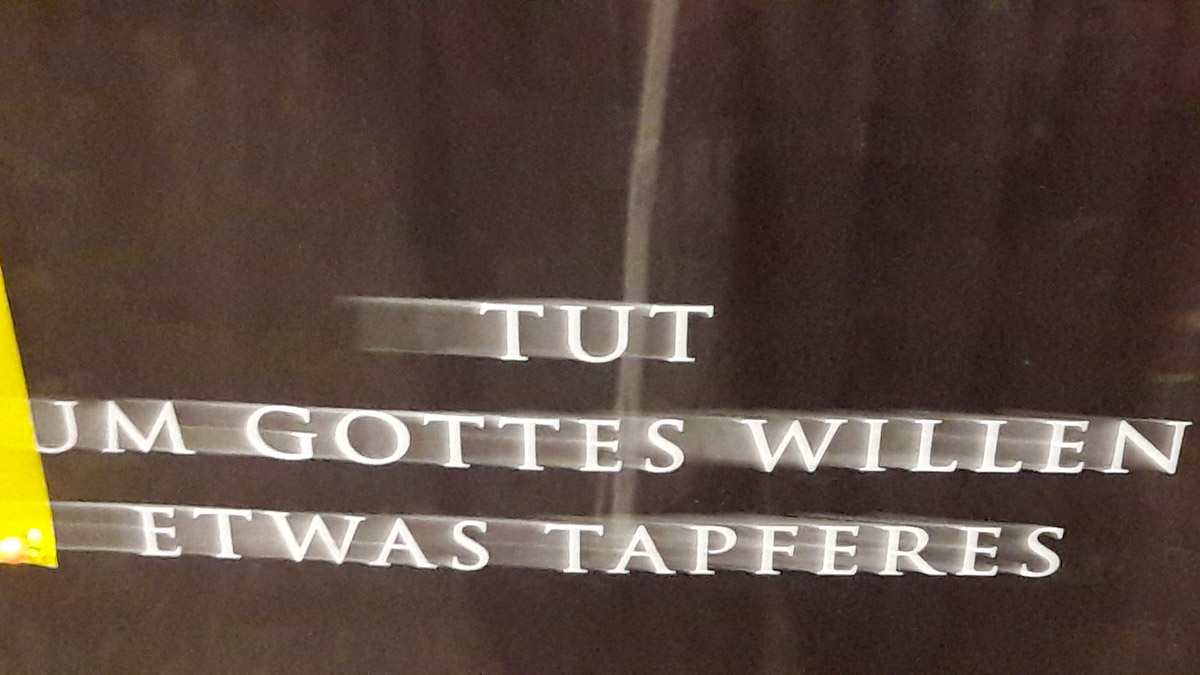 TUT
UM GOTTES WILLEN
ETWAS TAPFERES